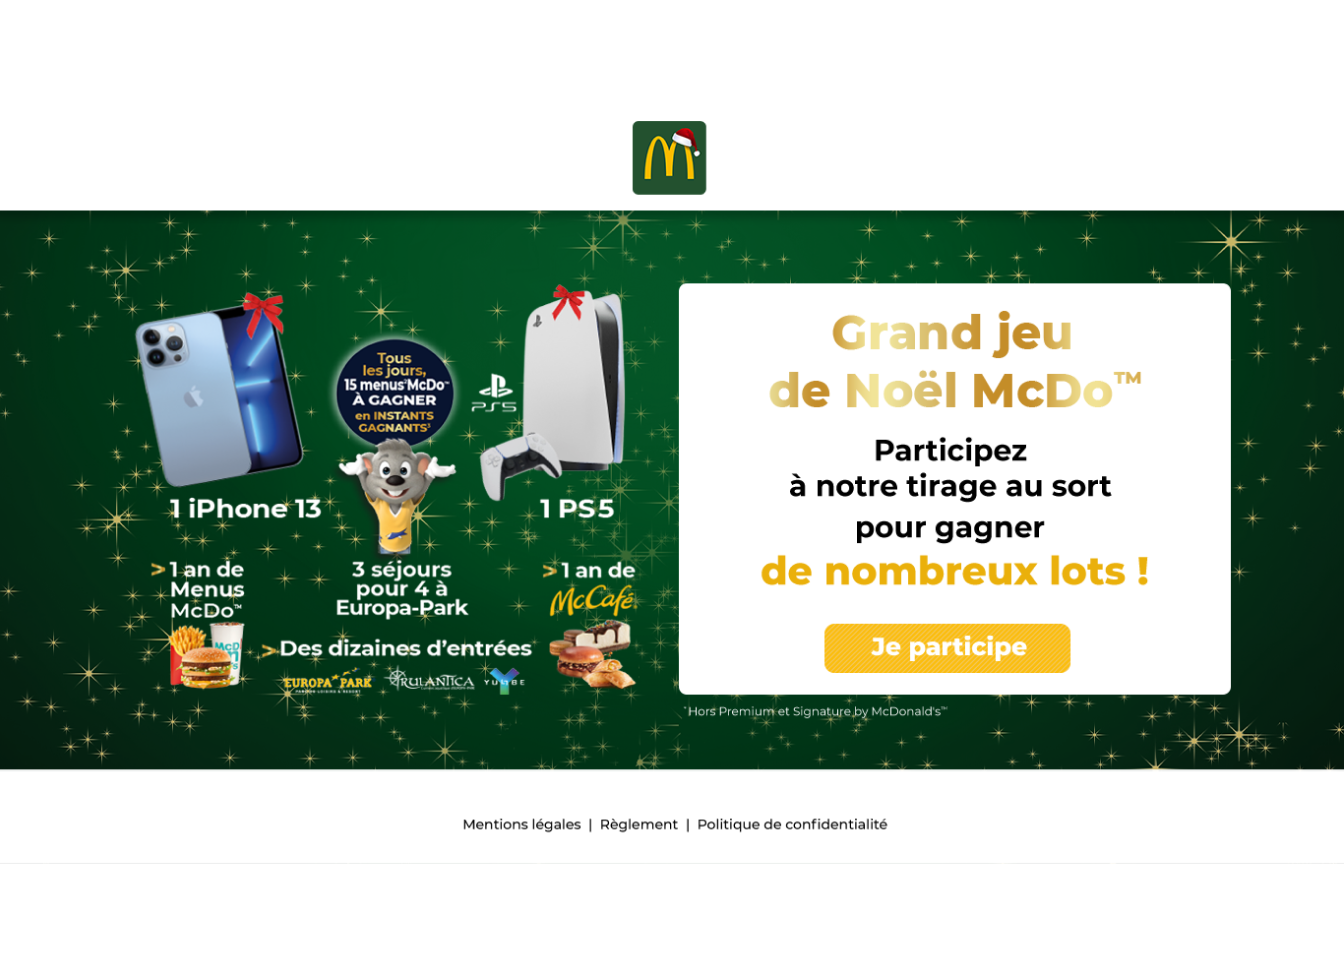 Tous
les jours,
15 menus*McDo™
À GAGNER
en INSTANTS
GAGNANTS³
PS5
1 iPhone 13
1 PS5
> 1 an de
Menus
McDo™
3 séjours
pour 4 à
Europa-Park
> 1 an de
McCafé
> Des dizaines d’entrées
EUROPA PARK
RULANTICA
YULLBE
Grand jeu
de Noël McDo™
Participez
à notre tirage au sort
pour gagner
de nombreux lots !
Je participe
*Hors Premium et Signature by McDonald's™
Mentions légales | Règlement | Politique de confidentialité